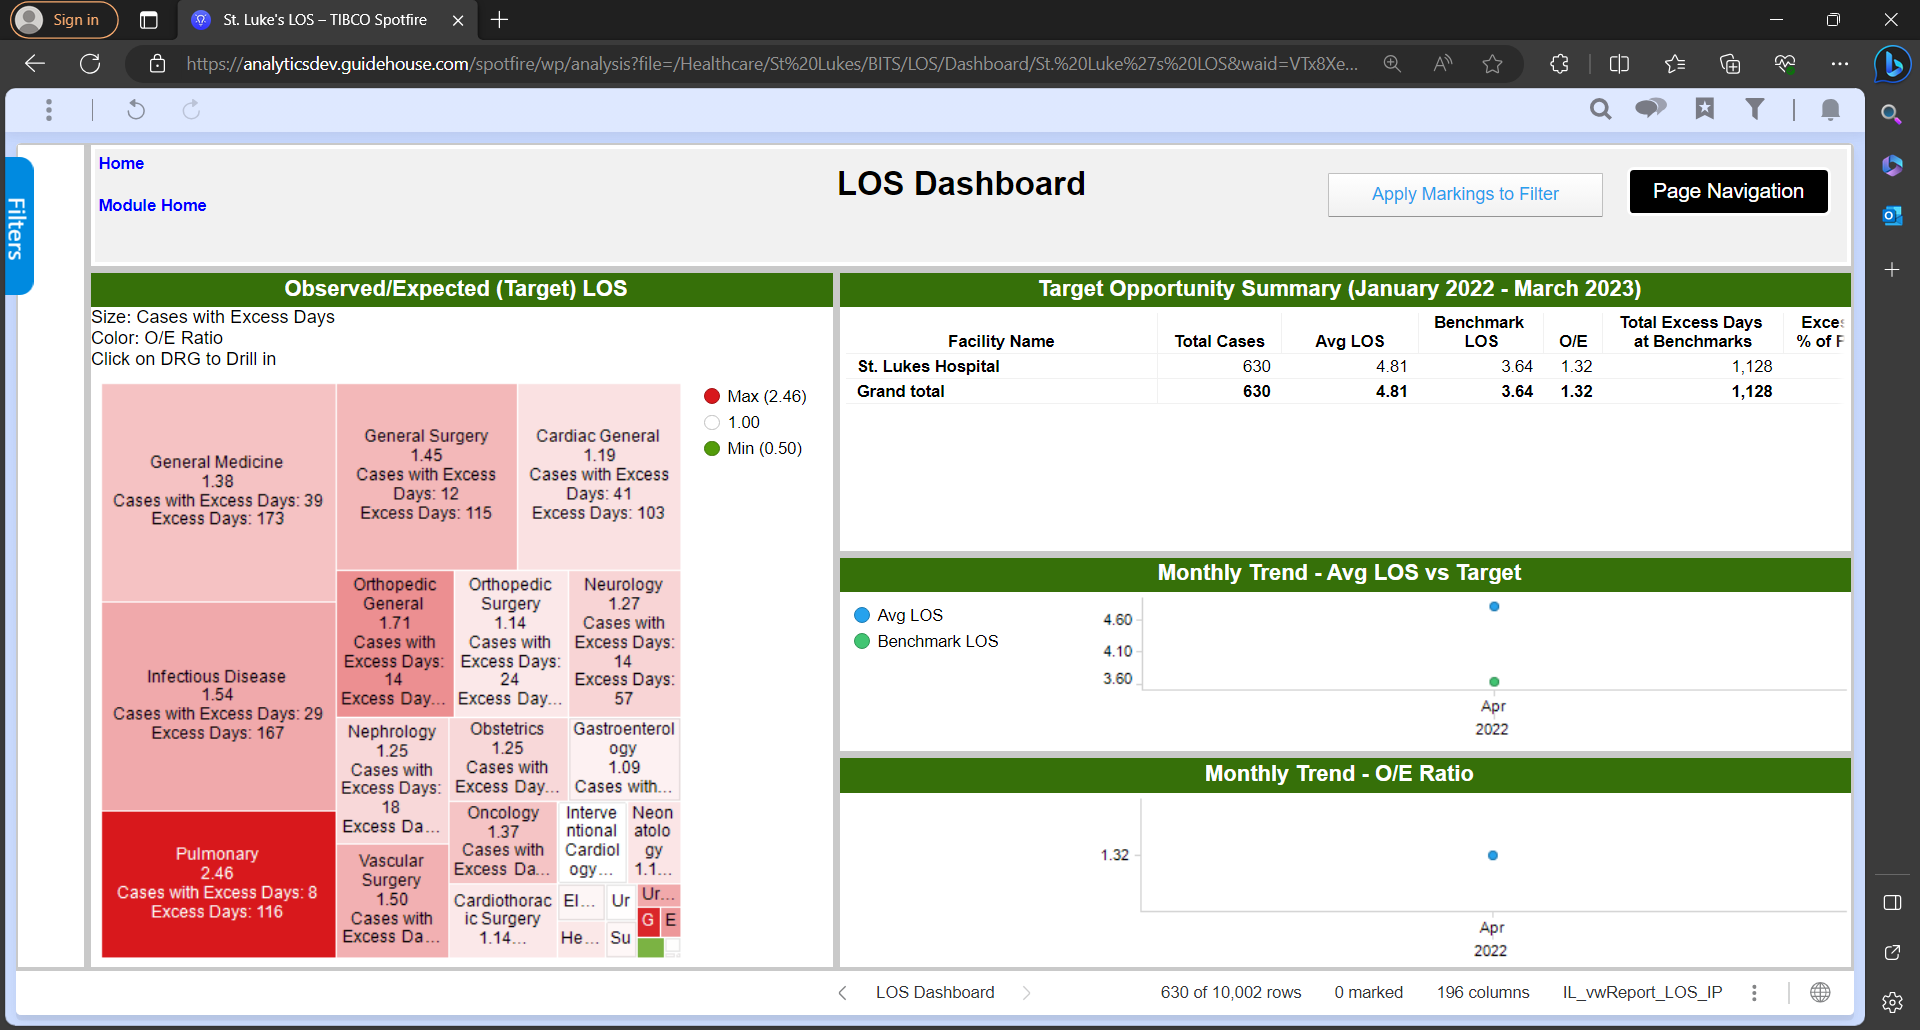 Sign in
St. Luke's LOS – TIBCO Spotfire
https://analyticsdev.guidehouse.com/spotfire/wp/analysis?file=/Healthcare/St%20Lukes/BITS/LOS/Dashboard/St.%20Luke%27s%20LOS&waid=VTx8Xe...
Filters
Home
Module Home
LOS Dashboard
Apply Markings to Filter
Page Navigation
Observed/Expected (Target) LOS
Size: Cases with Excess Days
Color: O/E Ratio
Click on DRG to Drill in
General Medicine
1.38
Cases with Excess Days: 39
Excess Days: 173
General Surgery
1.45
Cases with Excess
Days: 12
Excess Days: 115
Cardiac General
1.19
Cases with Excess
Days: 41
Excess Days: 103
Max (2.46)
1.00
Min (0.50)
Infectious Disease
1.54
Cases with Excess Days: 29
Excess Days: 167
Orthopedic
General
1.71
Cases with
Excess Days:
14
Excess Day...
Orthopedic
Surgery
1.14
Cases with
Excess Days:
24
Excess Day...
Neurology
1.27
Cases with
Excess Days:
14
Excess Days:
57
Pulmonary
2.46
Cases with Excess Days: 8
Excess Days: 116
Nephrology
1.25
Cases with
Excess Days:
18
Excess Da...
Obstetrics
1.25
Cases with
Excess Day...
Gastroenterol
ogy
1.09
Cases with...
Vascular
Surgery
1.50
Cases with
Excess Da...
Oncology
1.37
Cases with
Excess Da...
Interve
ntional
Cardiol
ogy...
Neon
atolo
gy
1.1...
Cardiothorac
ic Surgery
1.14...
El...
Ur
Ur...
G
E
He...
Su
Target Opportunity Summary (January 2022 - March 2023)
Facility Name Total Cases Avg LOS Benchmark LOS O/E Total Excess Days at Benchmarks Exce % of
St. Lukes Hospital 630 4.81 3.64 1.32 1,128
Grand total 630 4.81 3.64 1.32 1,128
Monthly Trend - Avg LOS vs Target
Avg LOS
Benchmark LOS
4.60
4.10
3.60
Apr
2022
Monthly Trend - O/E Ratio
1.32
Apr
2022
LOS Dashboard
630 of 10,002 rows
0 marked
196 columns
IL_vwReport_LOS_IP